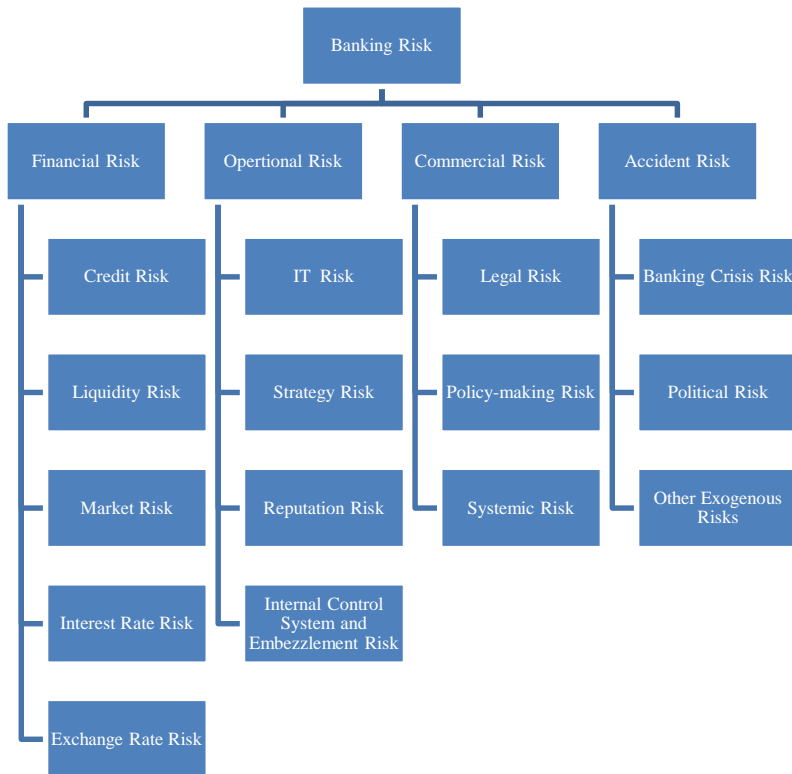 Banking Risk
Financial Risk
Opertional Risk
Commercial Risk
Accident Risk
Credit Risk
IT Risk
Legal Risk
Banking Crisis Risk
Liquidity Risk
Strategy Risk
Policy-making Risk
Political Risk
Market Risk
Reputation Risk
Systemic Risk
Other Exogenous
Risks
Interest Rate Risk
Internal Control
System and
Embezzlement Risk
Exchange Rate Risk